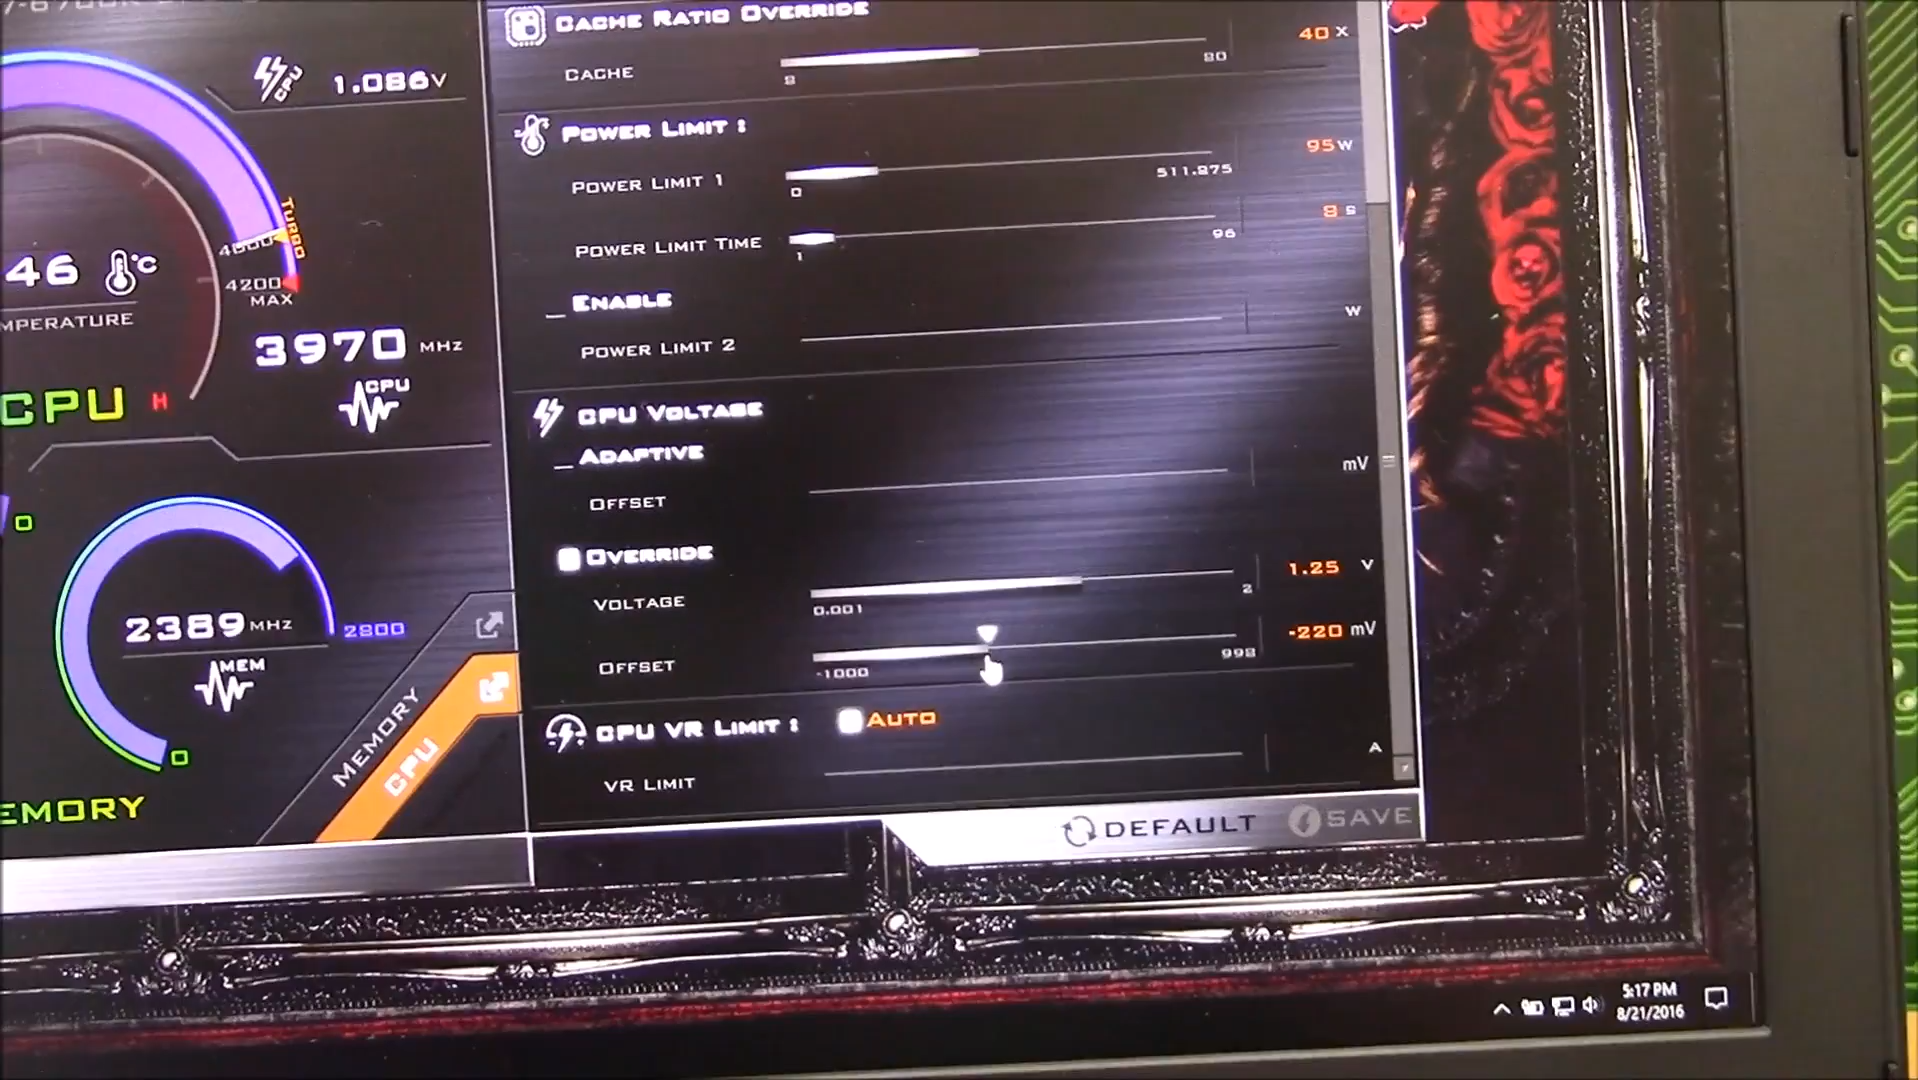 CACHE RATIO OVERRIDE
CACHE
8
80
40 X
CPU
1.086V
POWER LIMIT :
POWER LIMIT 1
0
511.875
95W
POWER LIMIT TIME
1
96
8 S
ENABLE
POWER LIMIT 2
W
TURBO
4200
MAX
46 °C
MPERATURE
3970 MHZ
CPU
CPU H
CPU VOLTAGE
ADAPTIVE
OFFSET
mV
OVERRIDE
VOLTAGE
0.001
2
1.25 V
OFFSET
-1000
998
-220 mV
CPU VR LIMIT :
AUTO
VR LIMIT
A
0
2389 MHZ
2800
MEM
0
EMORY
MEMORY
CPU
DEFAULT
SAVE
5:17 PM
8/21/2016